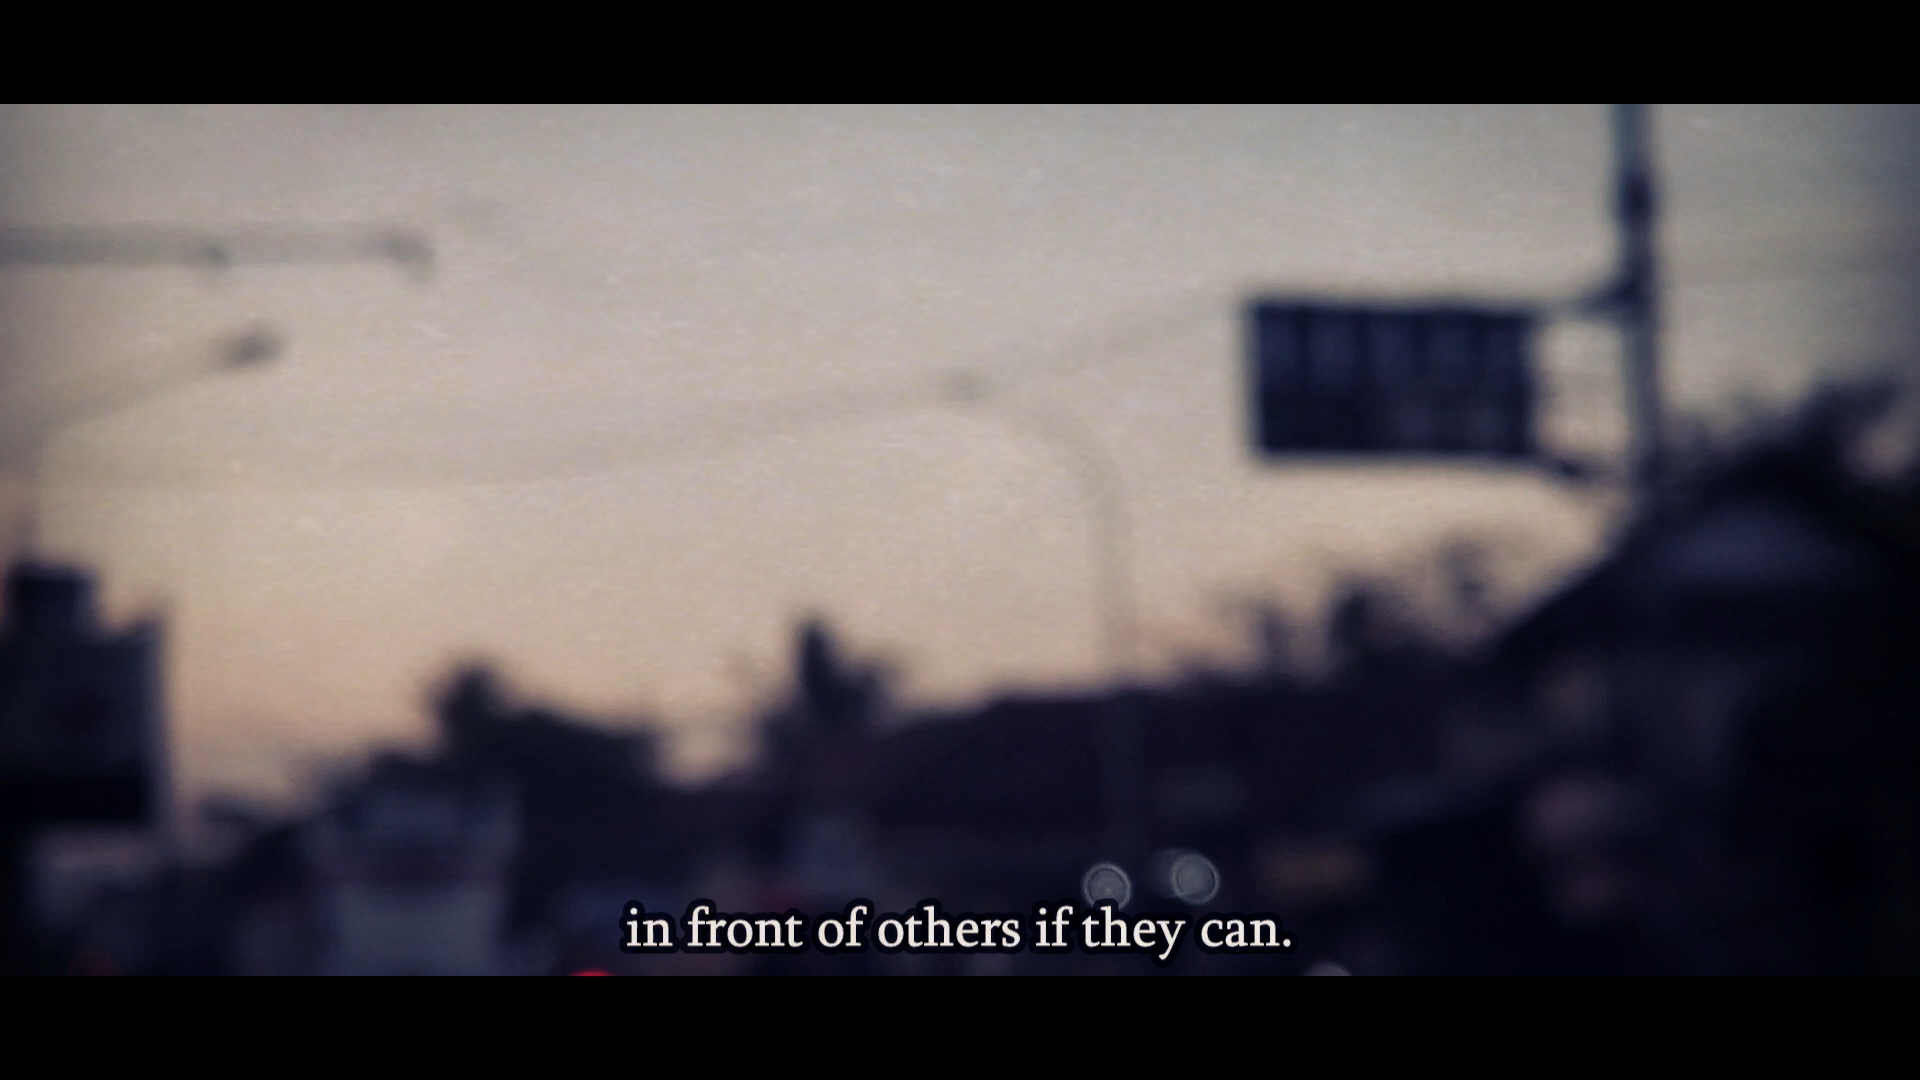 in front of others if they can.